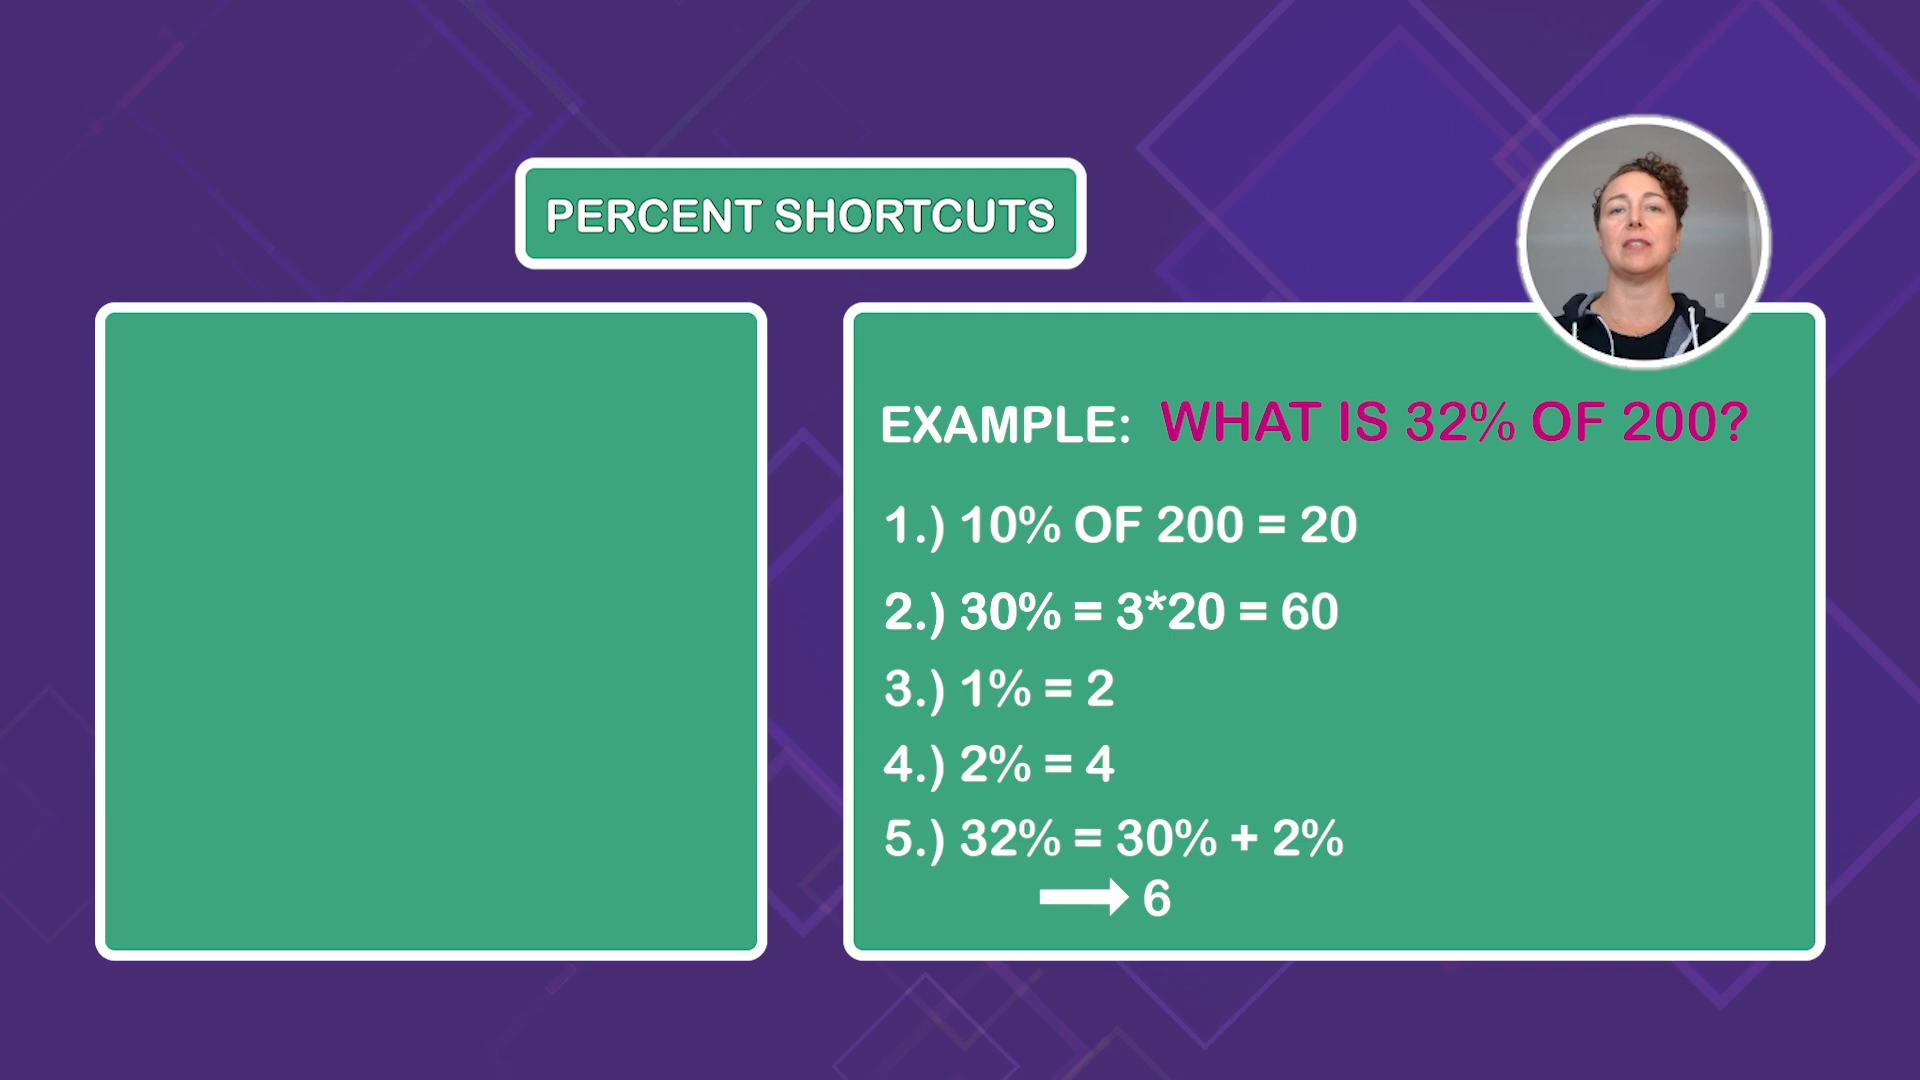 PERCENT SHORTCUTS
EXAMPLE: WHAT IS 32% OF 200?
1.) 10% OF 200 = 20
2.) 30% = 3*20 = 60
3.) 1% = 2
4.) 2% = 4
5.) 32% = 30% + 2%
6